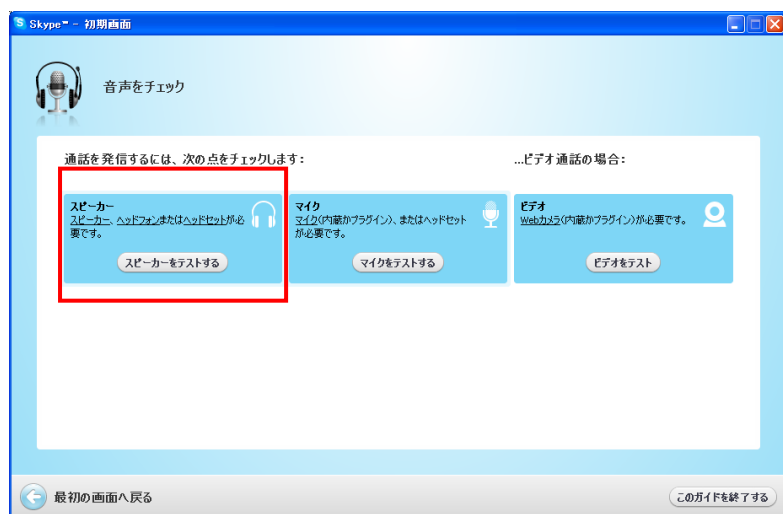 Skype™ - 初期画面
音声をチェック
通話を発信するには、次の点をチェックします:
...ビデオ通話の場合:
スピーカー
スピーカー、ヘッドフォンまたはヘッドセットが必
要です。
スピーカーをテストする
マイク
マイク(内蔵かプラグイン)、またはヘッドセット
が必要です。
マイクをテストする
ビデオ
Webカメラ(内蔵かプラグイン)が必要です。
ビデオをテスト
最初の画面へ戻る
このガイドを終了する